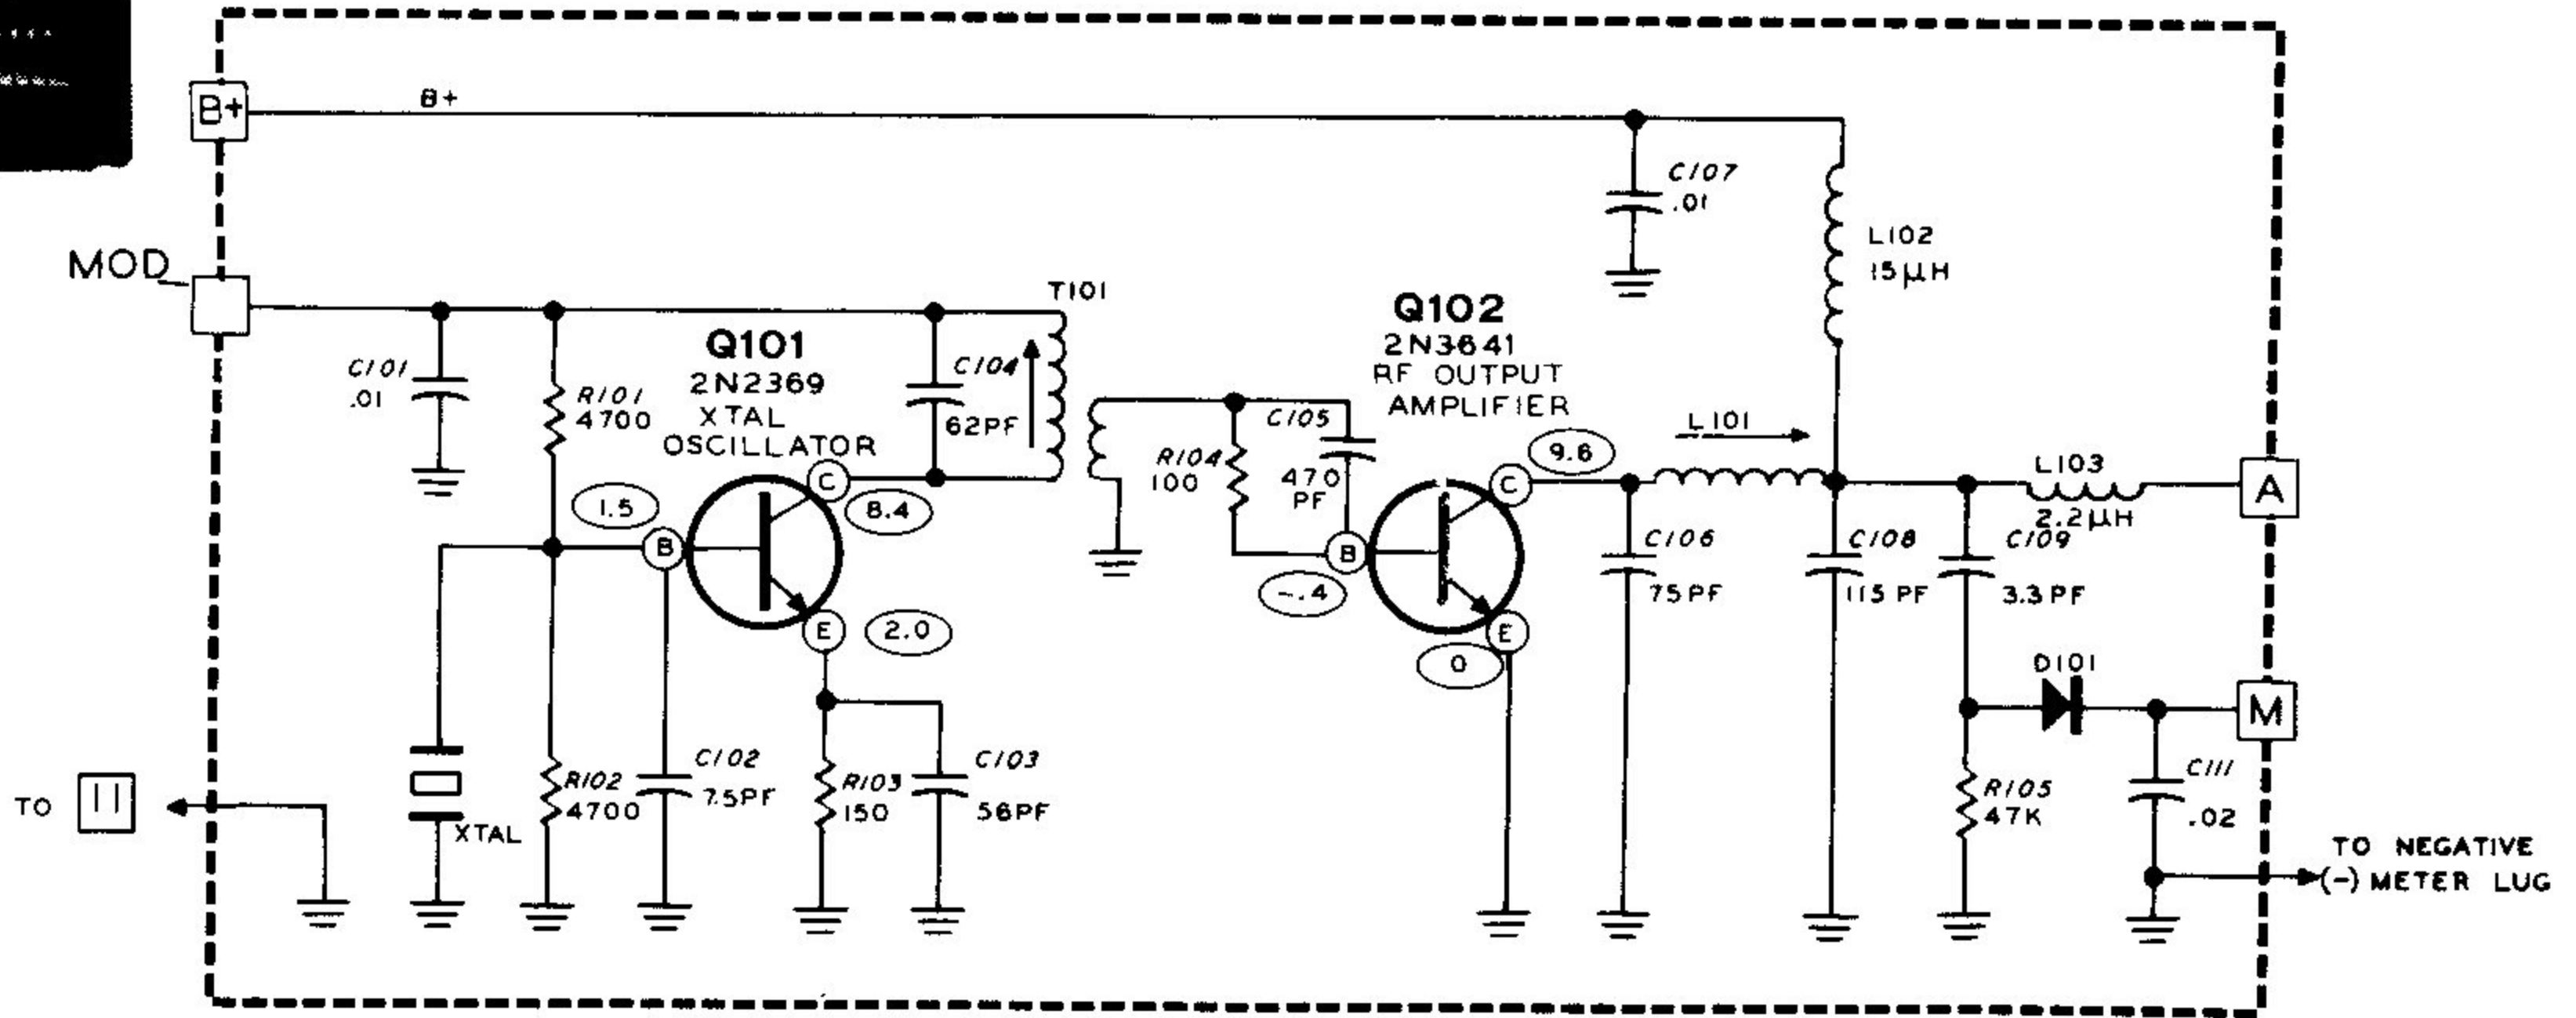 B+
B+
C107
.01
L102
15µH
MOD
T101
C101
.01
R101
4700
Q101
2N2369
XTAL
OSCILLATOR
C104
62PF
C
8.4
1.5
B
E
2.0
R104
100
C105
470
PF
Q102
2N3641
RF OUTPUT
AMPLIFIER
C
9.6
B
-.4
E
0
L101
L103
2.2µH
A
C106
75PF
C108
115 PF
C109
3.3 PF
D101
M
TO 11
XTAL
R102
4700
C102
7.5PF
R103
150
C103
56PF
R105
47K
C111
.02
TO NEGATIVE
(-) METER LUG